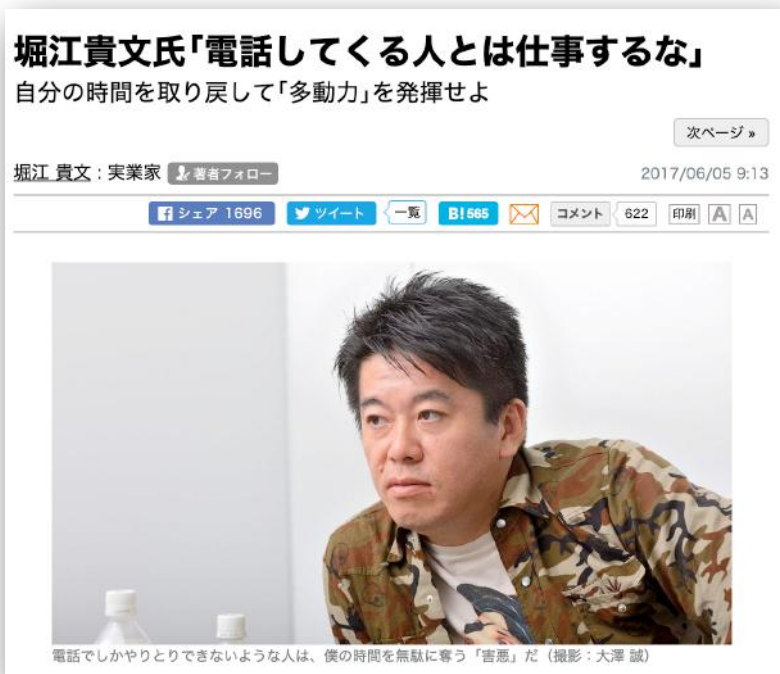 堀江貴文氏｢電話してくる人とは仕事するな｣
自分の時間を取り戻して｢多動力｣を発揮せよ
次ページ »
堀江 貴文 : 実業家 著者フォロー 2017/06/05 9:13
シェア 1696 ツイート 一覧 B! 565 コメント 622 印刷 A A
電話でしかやりとりできないような人は、僕の時間を無駄に奪う「害悪」だ（撮影：大澤 誠）